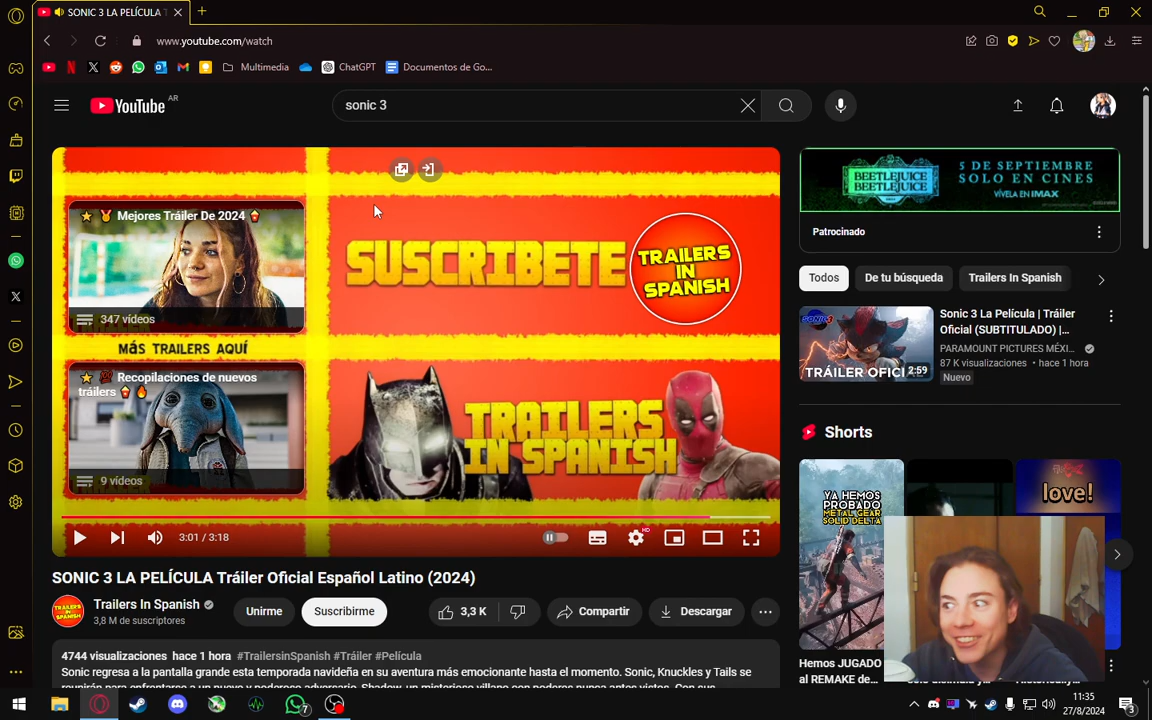 SONIC 3 LA PELÍCULA T
www.youtube.com/watch
Multimedia
ChatGPT
Documentos de Go...
YouTube AR
sonic 3
Mejores Tráiler De 2024
347 vídeos
MÁS TRAILERS AQUÍ
Recopilaciones de nuevos
tráilers
9 vídeos
SUSCRIBETE
TRAILERS
IN
SPANISH
TRAILERS
IN SPANISH
3:01 / 3:18
HD
SONIC 3 LA PELÍCULA Tráiler Oficial Español Latino (2024)
Trailers In Spanish
3,8 M de suscriptores
Unirme
Suscribirme
3,3 K
Compartir
Descargar
4744 visualizaciones hace 1 hora #TrailersinSpanish #Tráiler #Película
Sonic regresa a la pantalla grande esta temporada navideña en su aventura más emocionante hasta el momento. Sonic, Knuckles y Tails se
BEETLEJUICE
BEETLEJUICE
5 DE SEPTIEMBRE
SOLO EN CINES
VÍVELA EN IMAX
Patrocinado
Todos
De tu búsqueda
Trailers In Spanish
SONIC 3
TRÁILER OFICI
2:59
Sonic 3 La Película | Tráiler
Oficial (SUBTITULADO) |...
PARAMOUNT PICTURES MÉXI...
87 K visualizaciones • hace 1 hora
Nuevo
Shorts
YA HEMOS
PROBADO
METAL GEAR
SOLID DELTA
love!
Hemos JUGADO
al REMAKE de...
7
11:35
27/8/2024
3